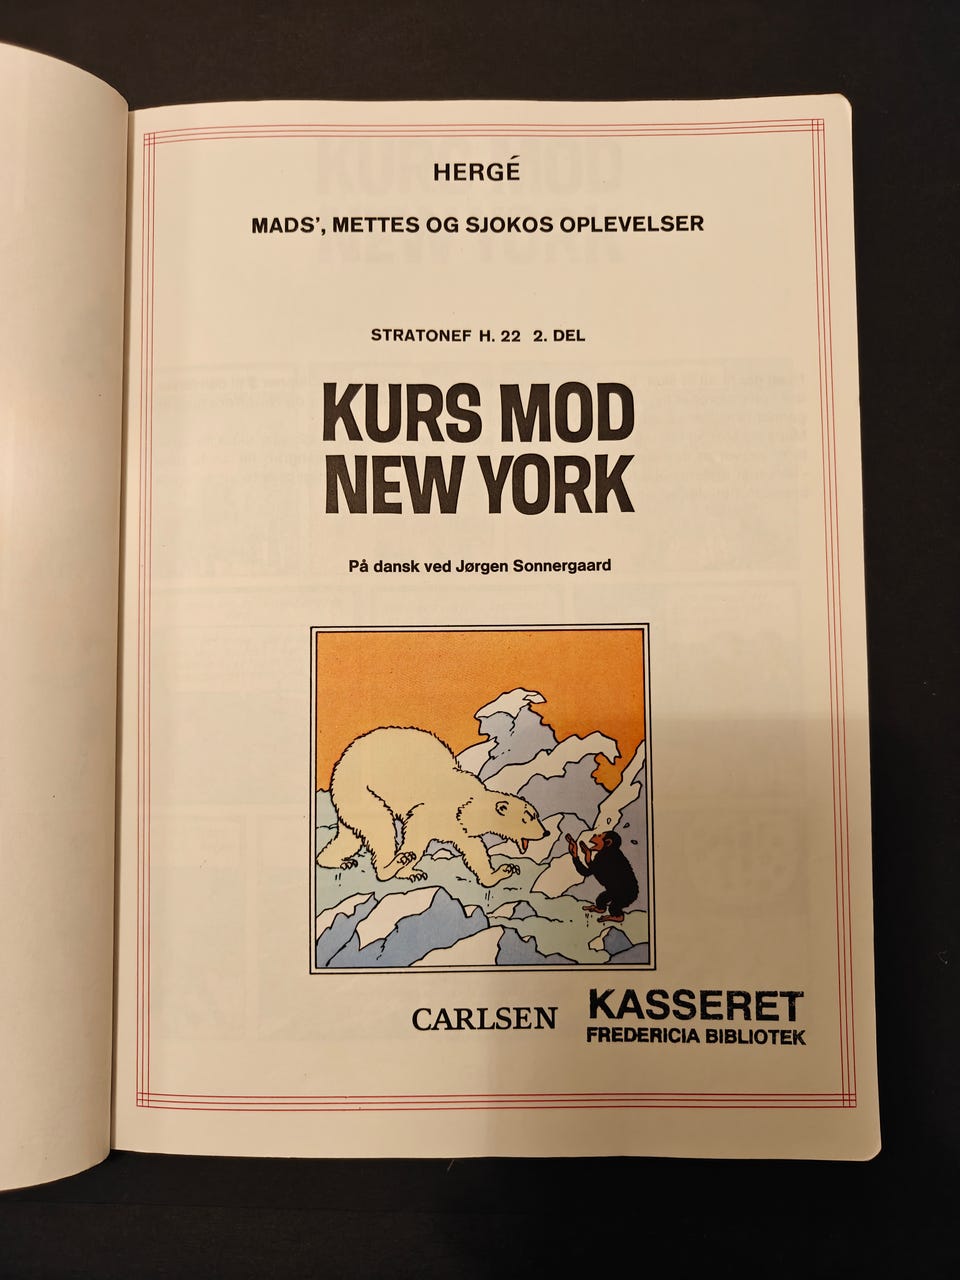 HERGÉ
MADS', METTES OG SJOKOS OPLEVELSER
STRATONEF H. 22 2. DEL
KURS MOD
NEW YORK
På dansk ved Jørgen Sonnergaard
CARLSEN
KASSERET
FREDERICIA BIBLIOTEK